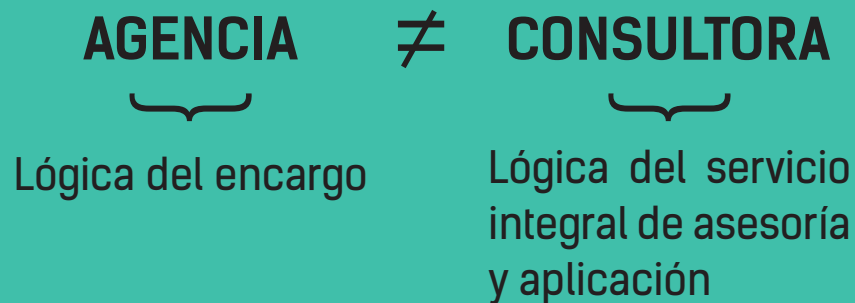 AGENCIA ≠ CONSULTORA
Lógica del encargo
Lógica del servicio
integral de asesoría
y aplicación